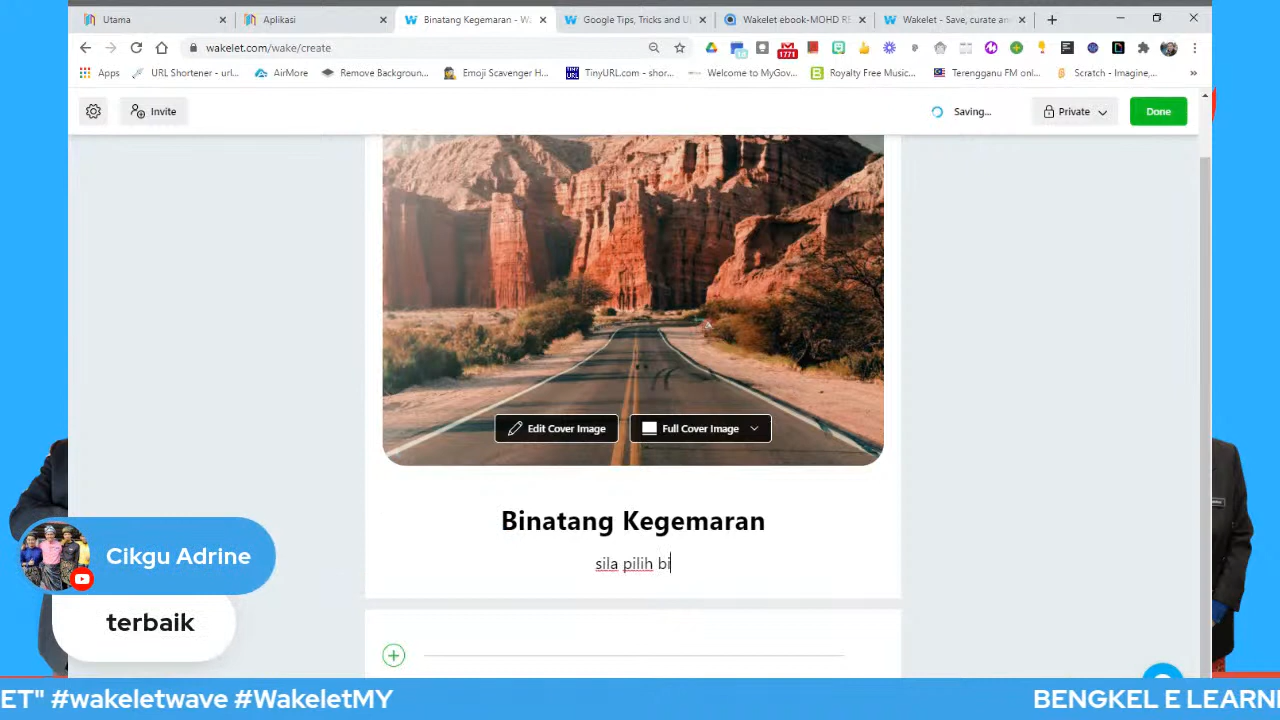 Utama
Aplikasi
Binatang Kegemaran - W
Google Tips, Tricks and U
Wakelet ebook-MOHD RE
Wakelet - Save, curate an
wakelet.com/wake/create
1771
Apps
URL Shortener - url...
AirMore
Remove Backgroun...
Emoji Scavenger H...
TinyURL.com - shor...
Welcome to MyGov...
Royalty Free Music...
Terengganu FM onl...
Scratch - Imagine,...
Invite
Saving...
Private
Done
Edit Cover Image
Full Cover Image
Binatang Kegemaran
sila pilih bi
Cikgu Adrine
terbaik
ET" #wakeletwave #WakeletMY
BENGKEL E LEARNI